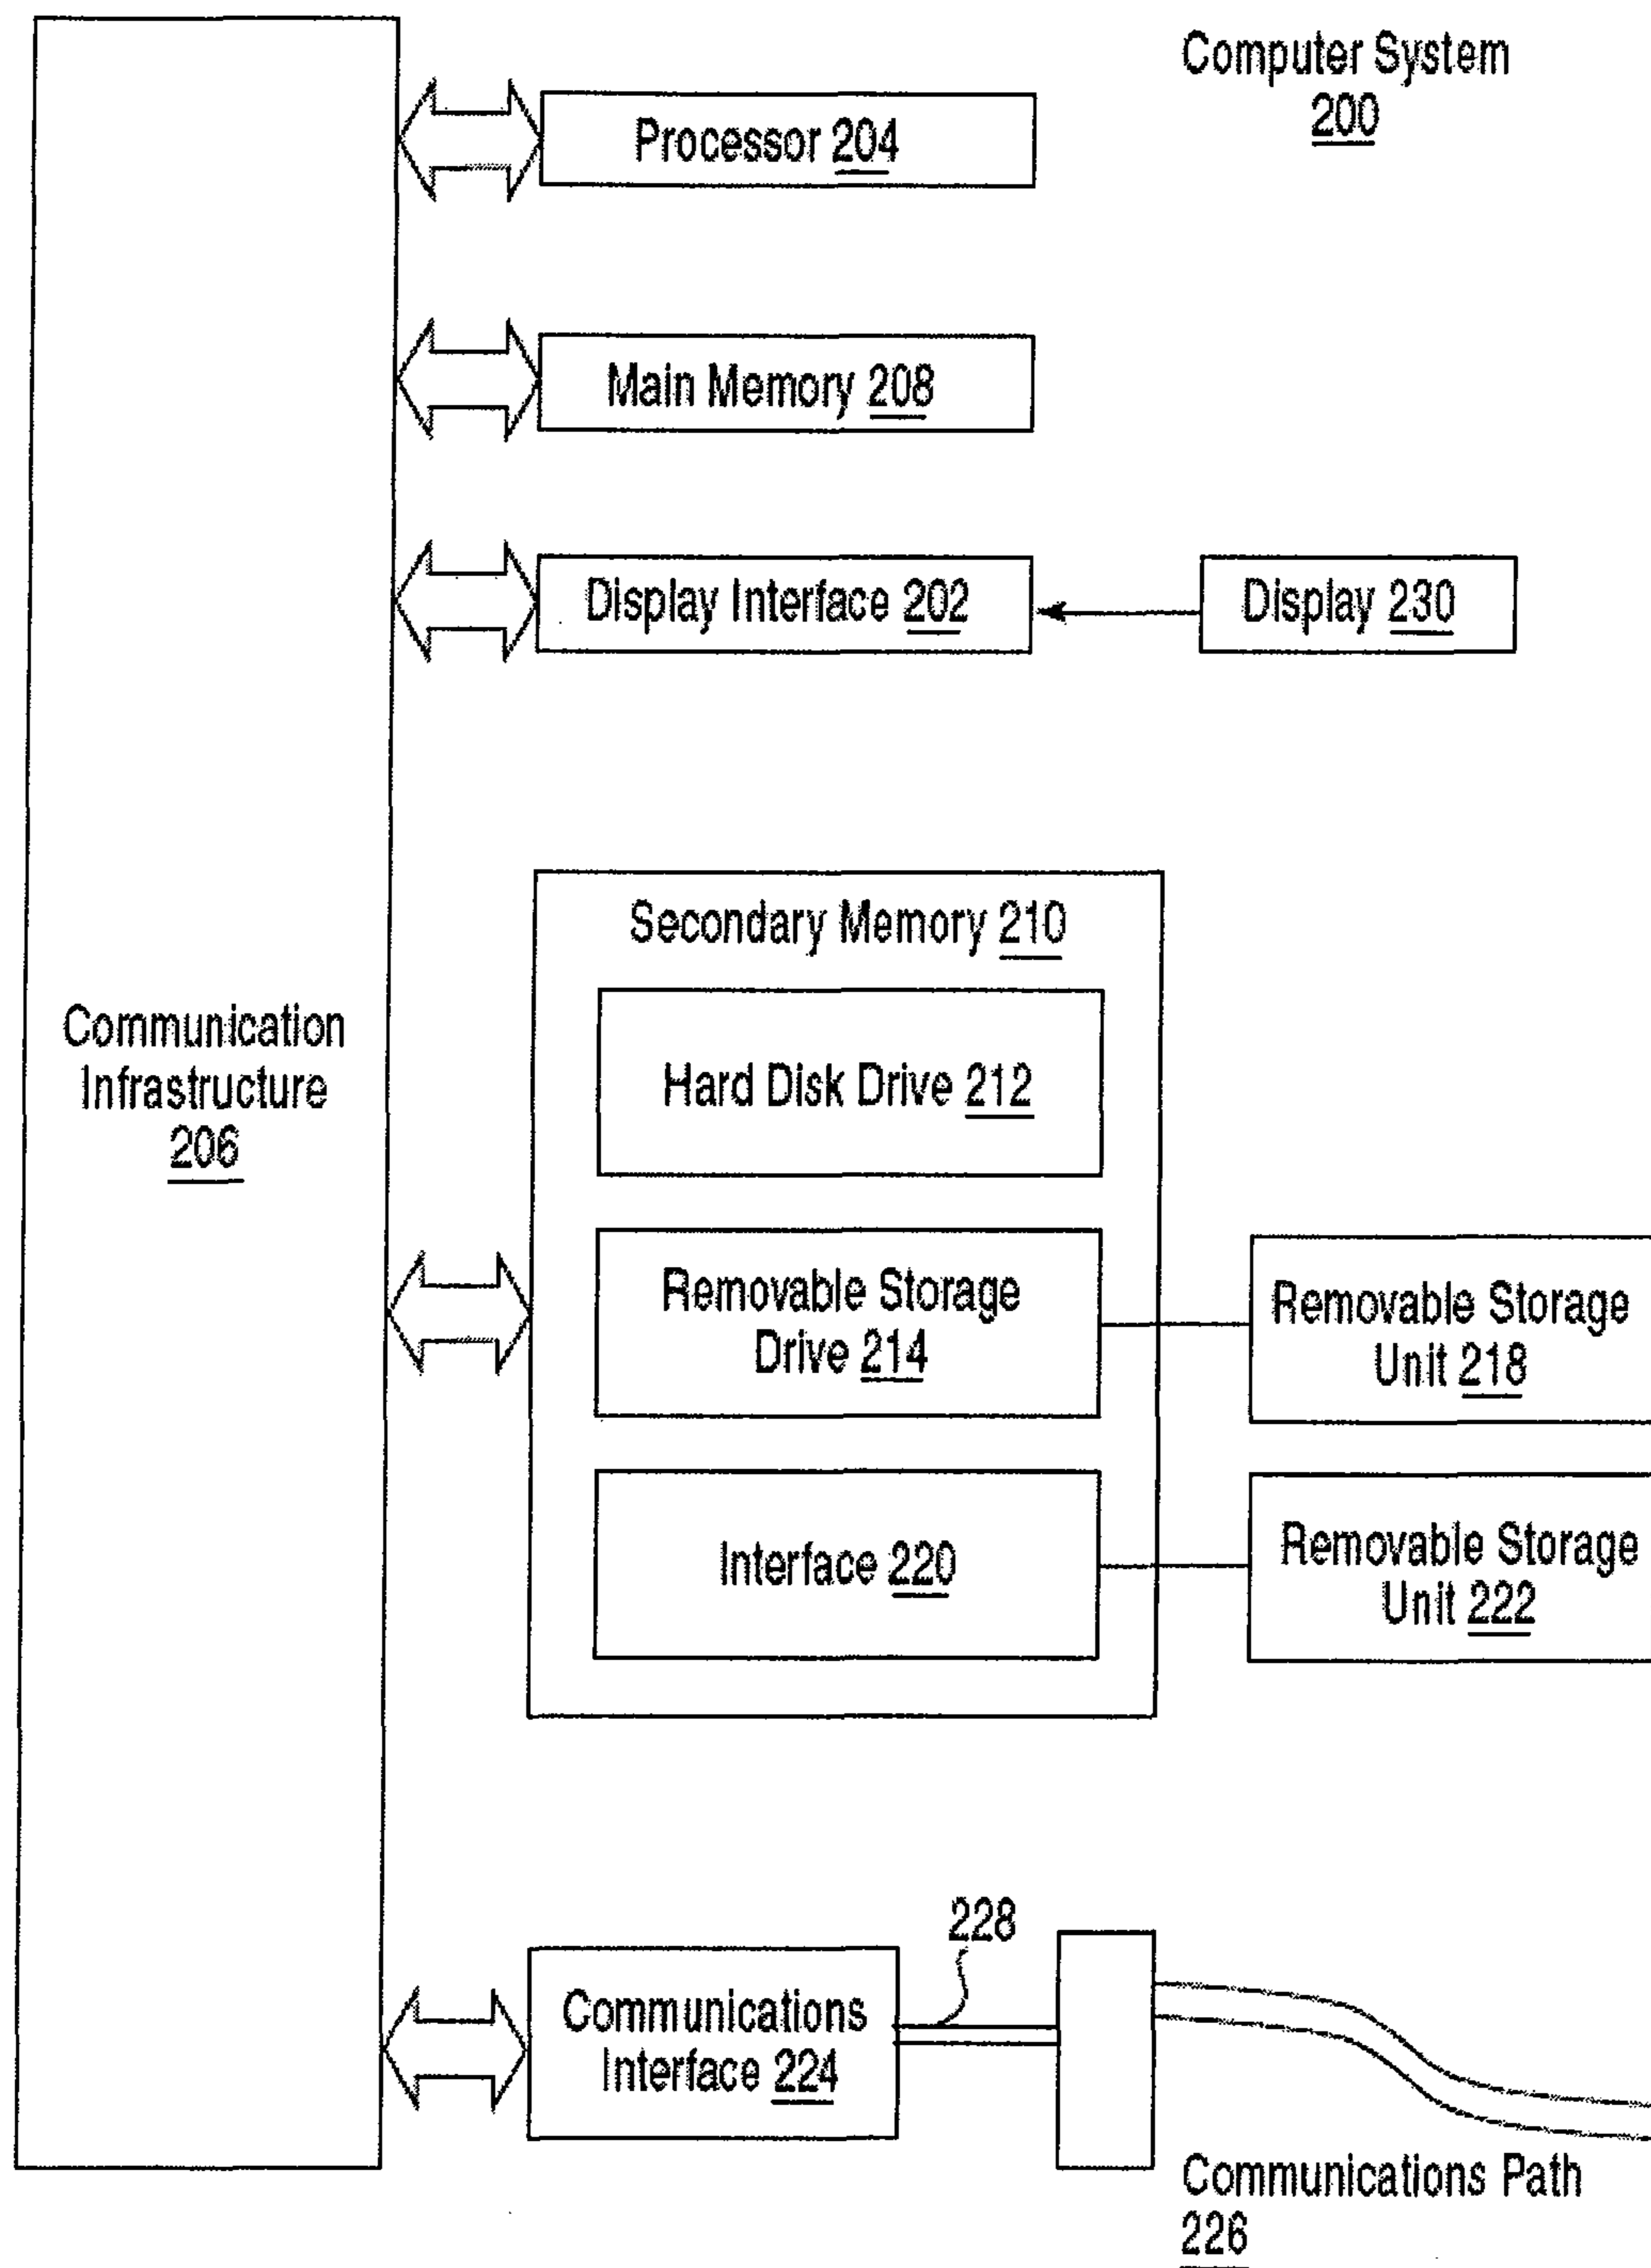 Computer System
200
Processor 204
Main Memory 208
Display Interface 202
Display 230
Secondary Memory 210
Hard Disk Drive 212
Communication
Infrastructure
206
Removable Storage
Drive 214
Removable Storage
Unit 218
Interface 220
Removable Storage
Unit 222
228
Communications
Interface 224
Communications Path
226